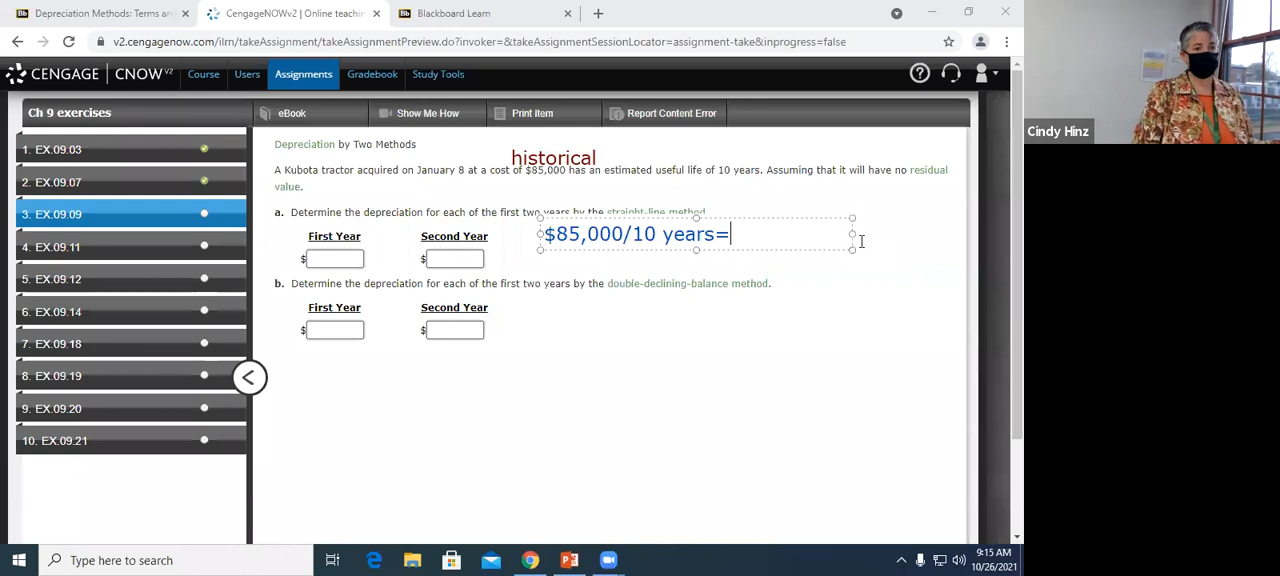 Depreciation Methods: Terms an
CengageNOWv2 | Online teachin
Blackboard Learn
v2.cengagenow.com/ilrn/takeAssignment/takeAssignmentPreview.do?invoker=&takeAssignmentSessionLocator=assignment-take&inprogress=false
CENGAGE | CNOWv2 Course Users Assignments Gradebook Study Tools
Ch 9 exercises
eBook Show Me How Print Item Report Content Error
1. EX.09.03
2. EX.09.07
3. EX.09.09
4. EX.09.11
5. EX.09.12
6. EX.09.14
7. EX.09.18
8. EX.09.19
9. EX.09.20
10. EX.09.21
Depreciation by Two Methods
historical
A Kubota tractor acquired on January 8 at a cost of $85,000 has an estimated useful life of 10 years. Assuming that it will have no residual
value.
a. Determine the depreciation for each of the first two years by the straight-line method.
$85,000/10 years=
First Year Second Year
$ $
b. Determine the depreciation for each of the first two years by the double-declining-balance method.
First Year Second Year
$ $
Cindy Hinz
Type here to search
9:15 AM
10/26/2021